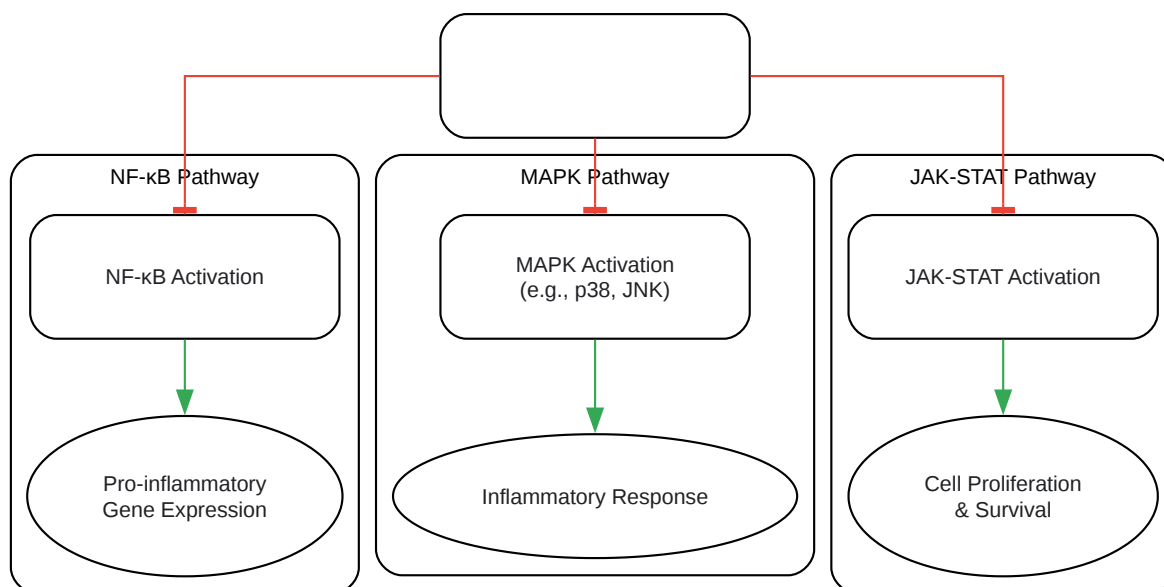 NF-κB Pathway
MAPK Pathway
JAK-STAT Pathway
NF-κB Activation
MAPK Activation
(e.g., p38, JNK)
JAK-STAT Activation
Pro-inflammatory
Gene Expression
Inflammatory Response
Cell Proliferation
& Survival